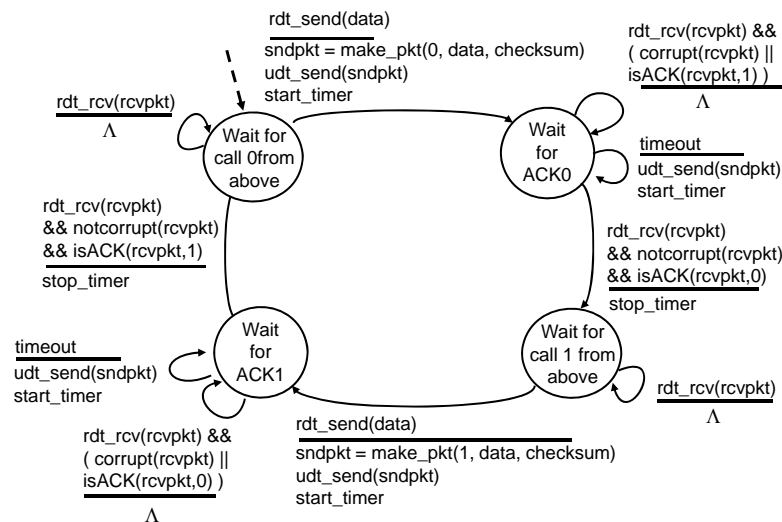 rdt_send(data)
sndpkt = make_pkt(0, data, checksum)
udt_send(sndpkt)
start_timer
rdt_rcv(rcvpkt) &&
( corrupt(rcvpkt) ||
isACK(rcvpkt,1) )
Λ
rdt_rcv(rcvpkt)
Λ
Wait for
call 0from
above
Wait
for
ACK0
timeout
udt_send(sndpkt)
start_timer
rdt_rcv(rcvpkt)
&& notcorrupt(rcvpkt)
&& isACK(rcvpkt,1)
stop_timer
rdt_rcv(rcvpkt)
&& notcorrupt(rcvpkt)
&& isACK(rcvpkt,0)
stop_timer
Wait
for
ACK1
Wait for
call 1 from
above
timeout
udt_send(sndpkt)
start_timer
rdt_rcv(rcvpkt)
Λ
rdt_rcv(rcvpkt) &&
( corrupt(rcvpkt) ||
isACK(rcvpkt,0) )
Λ
rdt_send(data)
sndpkt = make_pkt(1, data, checksum)
udt_send(sndpkt)
start_timer